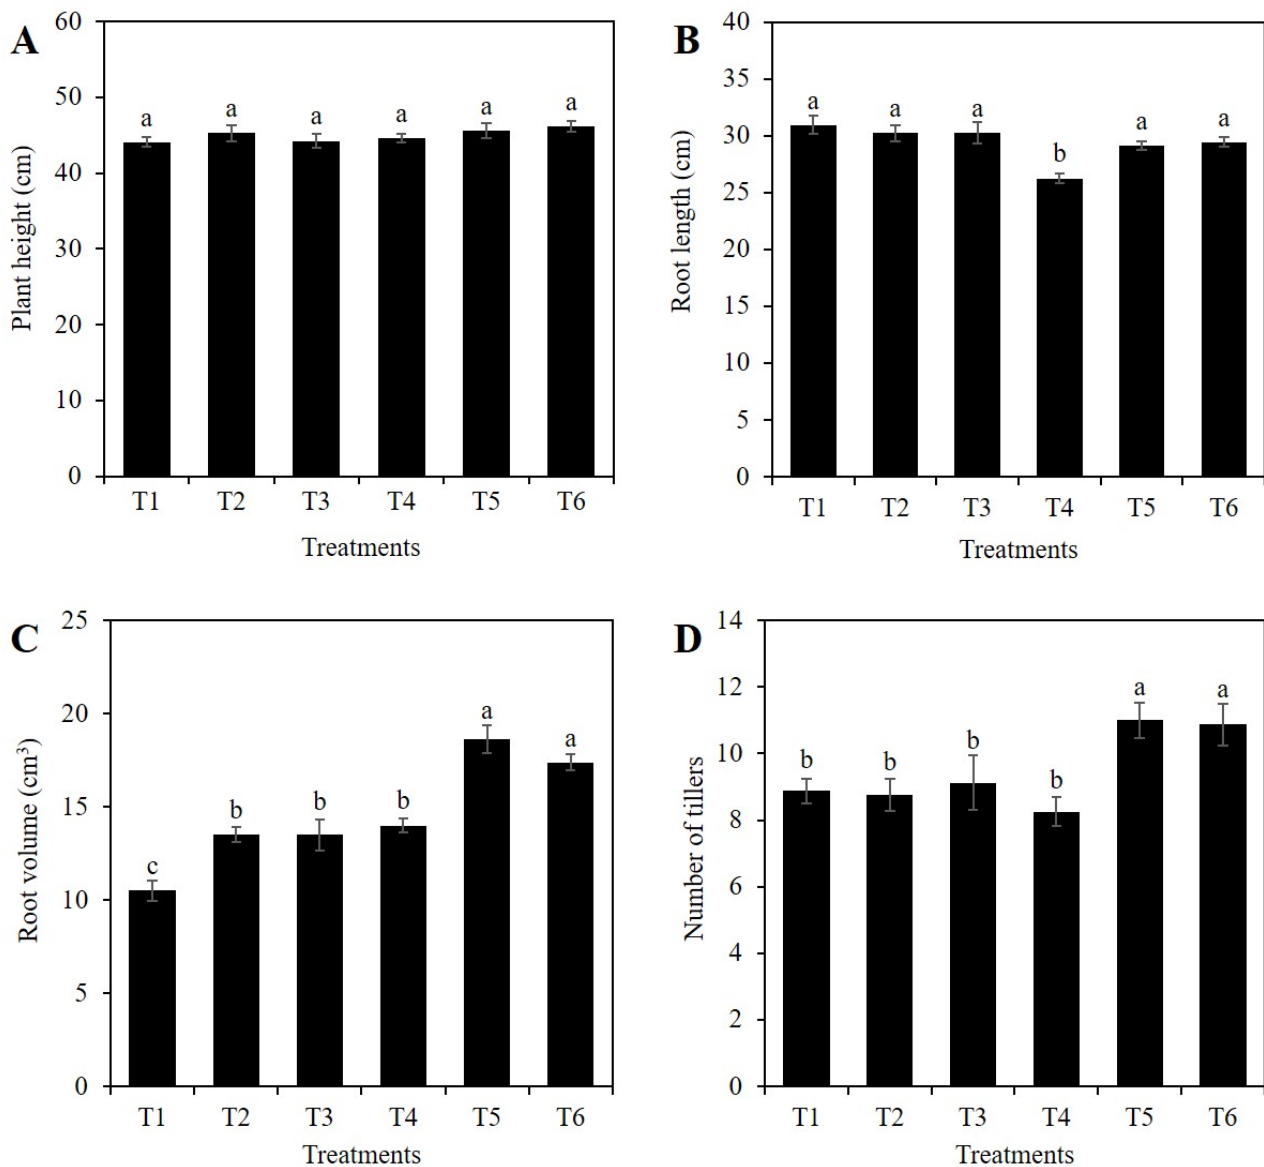 A
Plant height (cm)
60
50
40
30
20
10
0
a a a a a a
T1 T2 T3 T4 T5 T6
Treatments
B
Root length (cm)
40
35
30
25
20
15
10
5
0
a a a b a a
T1 T2 T3 T4 T5 T6
Treatments
C
Root volume (cm³)
25
20
15
10
5
0
c b b b a a
T1 T2 T3 T4 T5 T6
Treatments
D
Number of tillers
14
12
10
8
6
4
2
0
b b b b a a
T1 T2 T3 T4 T5 T6
Treatments